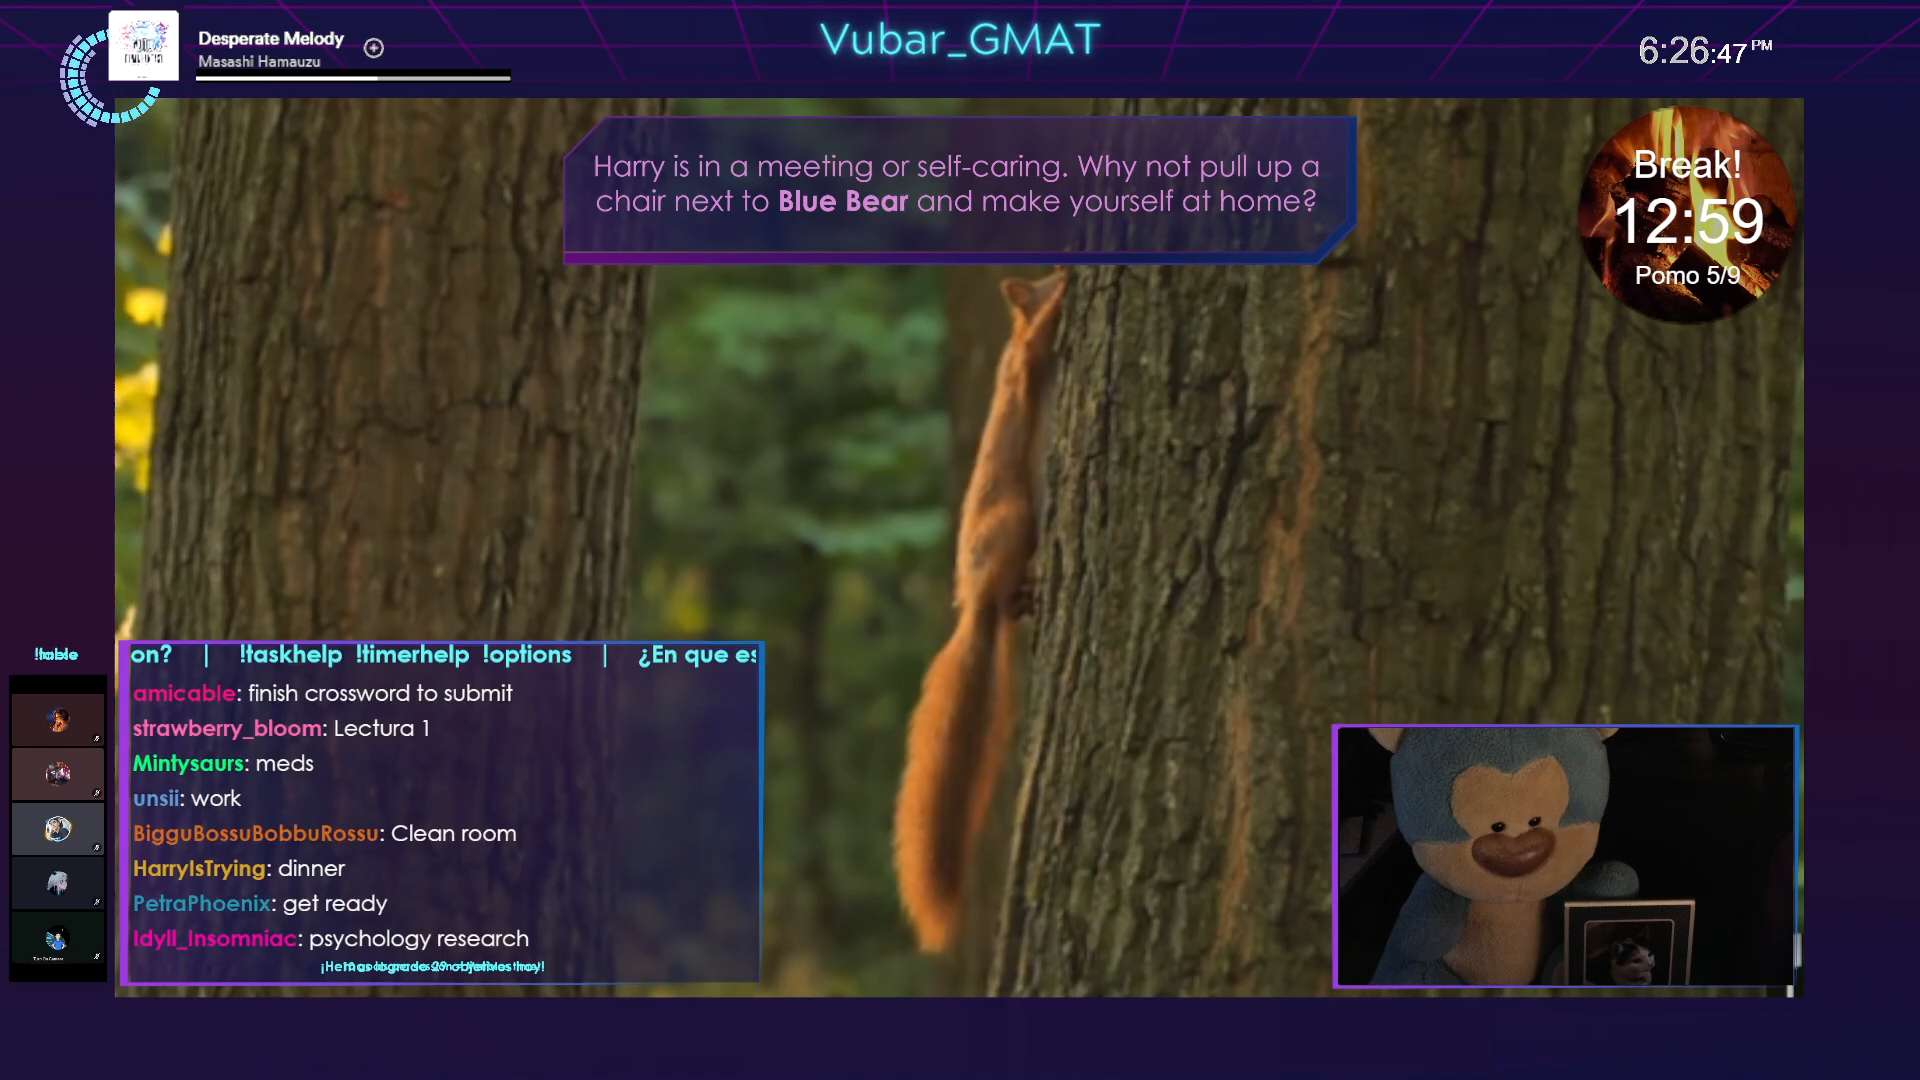 Desperate Melody
Masashi Hamauzu
Vubar_GMAT
6:26:47 PM
Harry is in a meeting or self-caring. Why not pull up a
chair next to Blue Bear and make yourself at home?
Break!
12:59
Pomo 5/9
on? | !taskhelp !timerhelp !options | ¿En que es
amicable: finish crossword to submit
strawberry_bloom: Lectura 1
Mintysaurs: meds
unsii: work
BigguBossuBobbuRossu: Clean room
HarryIsTrying: dinner
PetraPhoenix: get ready
Idyll_Insomniac: psychology research